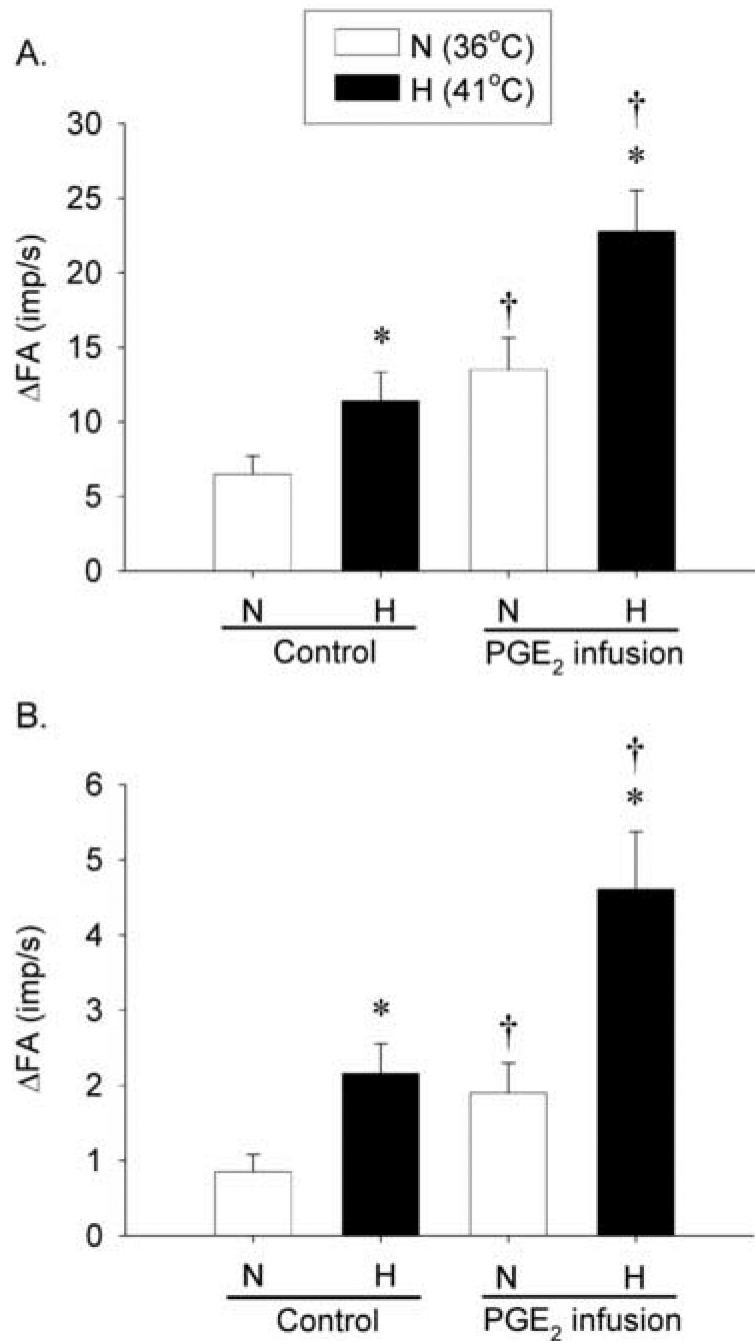 A.
N (36°C)
H (41°C)
30
25
20
15
10
5
0
ΔFA (imp/s)
*
†
†
*
N H N H
Control PGE₂ infusion
B.
6
5
4
3
2
1
0
ΔFA (imp/s)
*
†
†
*
N H N H
Control PGE₂ infusion